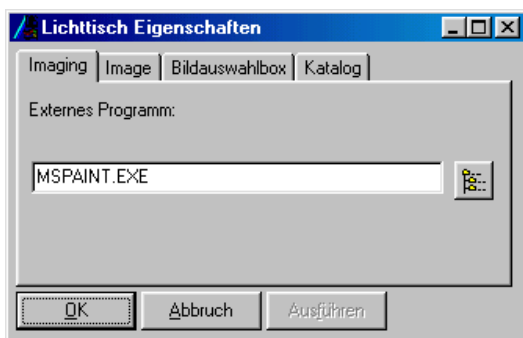 Lichttisch Eigenschaften
Imaging Image Bildauswahlbox Katalog
Externes Programm:
MSPAINT.EXE
OK Abbruch Ausführen